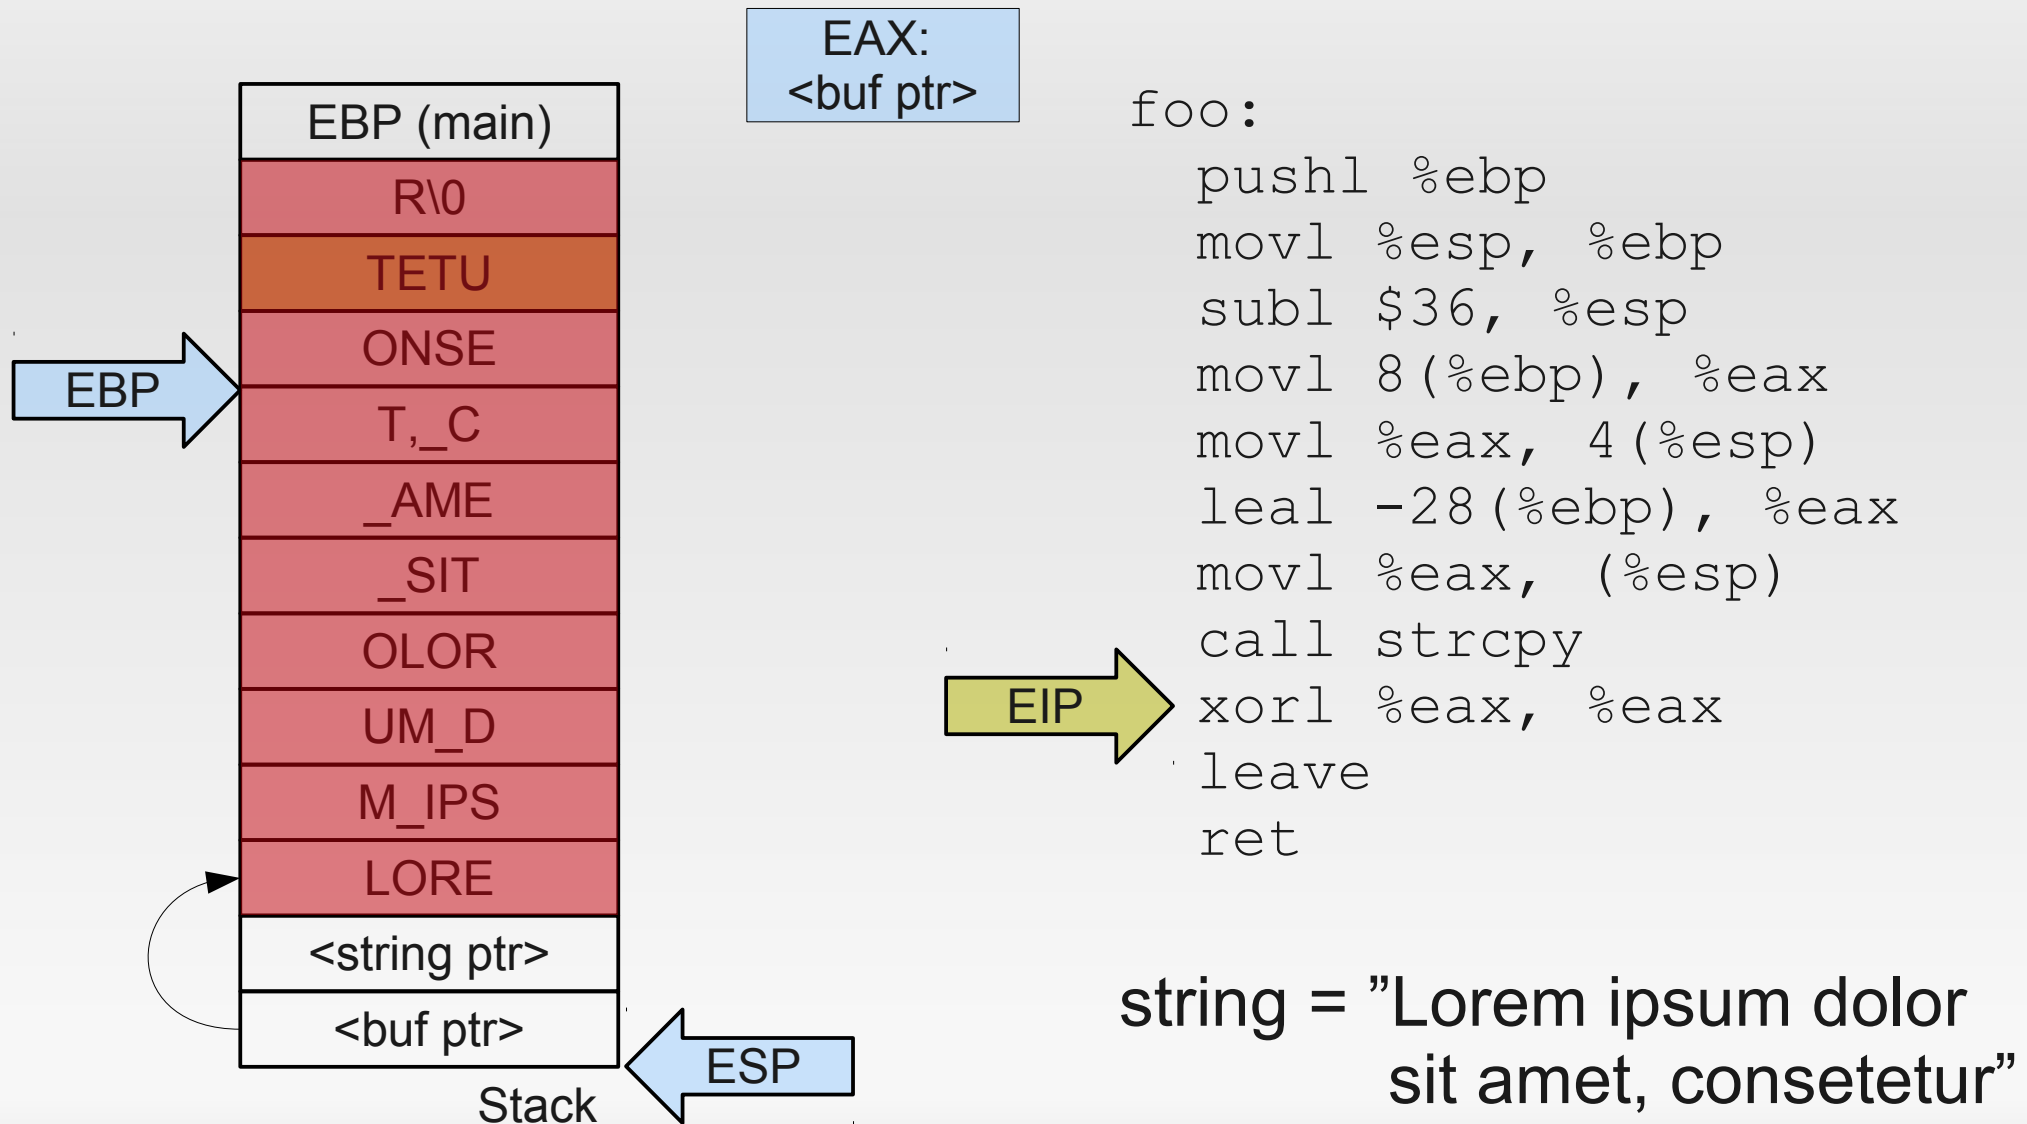 EAX:
<buf ptr>
EBP (main)
R\0
TETU
ONSE
EBP
T,_C
_AME
_SIT
OLOR
UM_D
M_IPS
LORE
<string ptr>
<buf ptr>
ESP
Stack
foo:
pushl %ebp
movl %esp, %ebp
subl $36, %esp
movl 8(%ebp), %eax
movl %eax, 4(%esp)
leal -28(%ebp), %eax
movl %eax, (%esp)
call strcpy
EIP
xorl %eax, %eax
leave
ret
string = ”Lorem ipsum dolor
sit amet, consetetur”